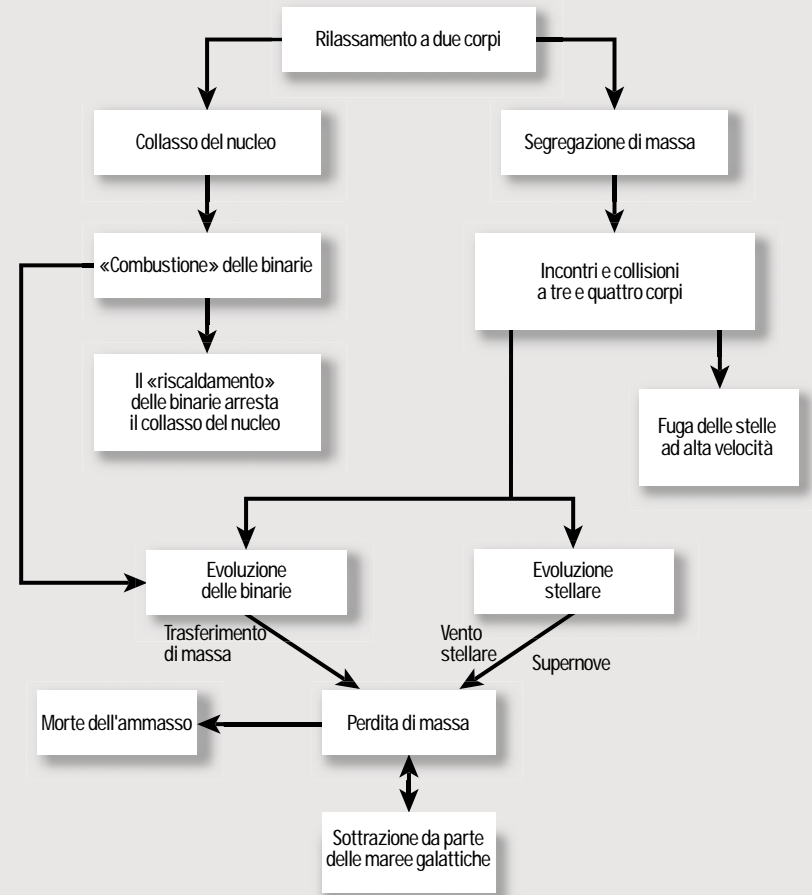 Rilassamento a due corpi
Collasso del nucleo
Segregazione di massa
«Combustione» delle binarie
Incontri e collisioni
a tre e quattro corpi
Il «riscaldamento»
delle binarie arresta
il collasso del nucleo
Fuga delle stelle
ad alta velocità
Evoluzione
delle binarie
Evoluzione
stellare
Trasferimento
di massa
Vento
stellare
Supernove
Morte dell'ammasso
Perdita di massa
Sottrazione da parte
delle maree galattiche